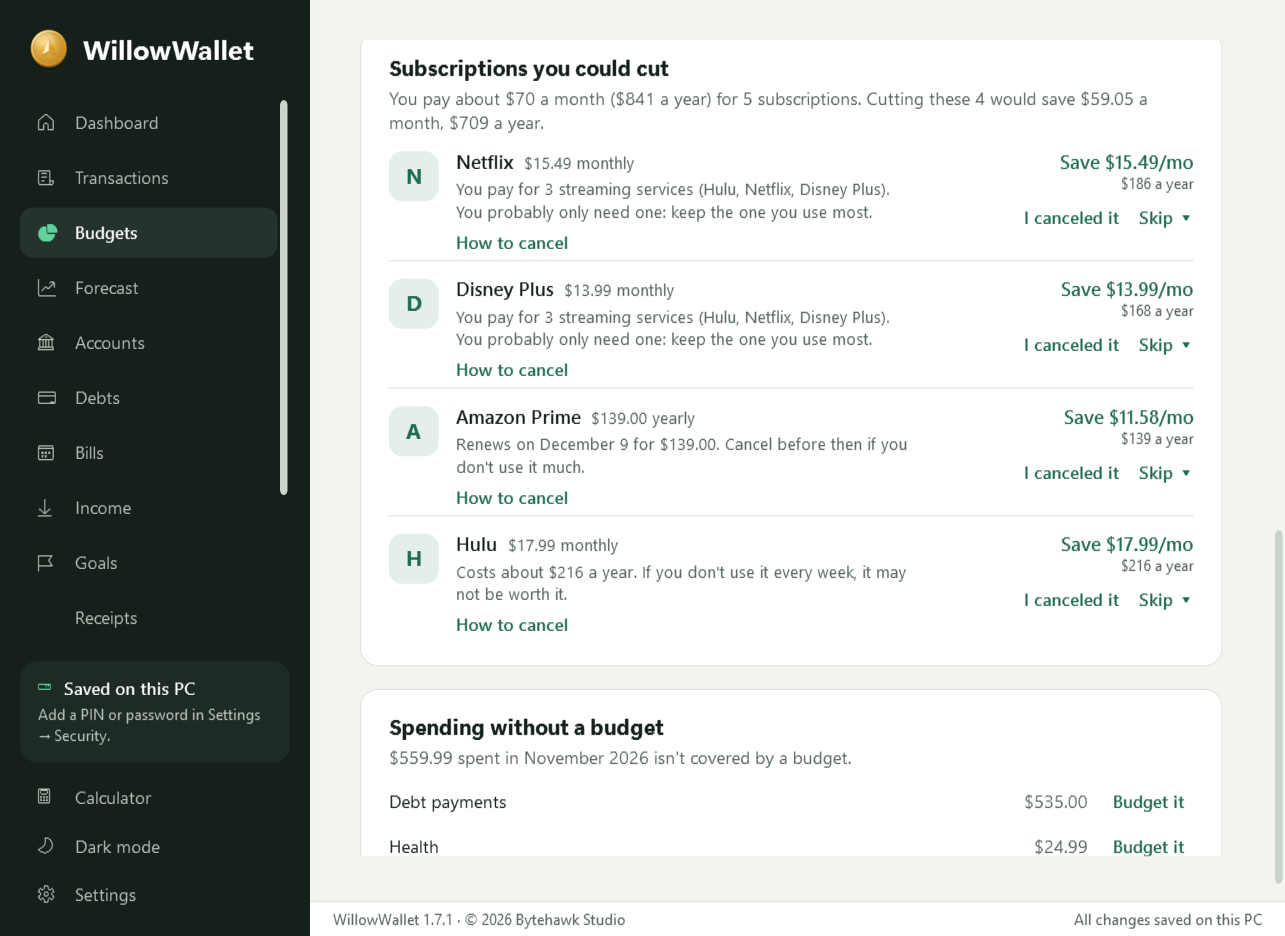 WillowWallet
Dashboard
Transactions
Budgets
Forecast
Accounts
Debts
Bills
Income
Goals
Receipts
Saved on this PC
Add a PIN or password in Settings
→ Security.
Calculator
Dark mode
Settings
Subscriptions you could cut
You pay about $70 a month ($841 a year) for 5 subscriptions. Cutting these 4 would save $59.05 a
month, $709 a year.
N
Netflix $15.49 monthly
Save $15.49/mo
$186 a year
You pay for 3 streaming services (Hulu, Netflix, Disney Plus).
You probably only need one: keep the one you use most.
I canceled it Skip ▼
How to cancel
D
Disney Plus $13.99 monthly
Save $13.99/mo
$168 a year
You pay for 3 streaming services (Hulu, Netflix, Disney Plus).
You probably only need one: keep the one you use most.
I canceled it Skip ▼
How to cancel
A
Amazon Prime $139.00 yearly
Save $11.58/mo
$139 a year
Renews on December 9 for $139.00. Cancel before then if you
don't use it much.
I canceled it Skip ▼
How to cancel
H
Hulu $17.99 monthly
Save $17.99/mo
$216 a year
Costs about $216 a year. If you don't use it every week, it may
not be worth it.
I canceled it Skip ▼
How to cancel
Spending without a budget
$559.99 spent in November 2026 isn't covered by a budget.
Debt payments $535.00 Budget it
Health $24.99 Budget it
WillowWallet 1.7.1 · © 2026 Bytehawk Studio
All changes saved on this PC